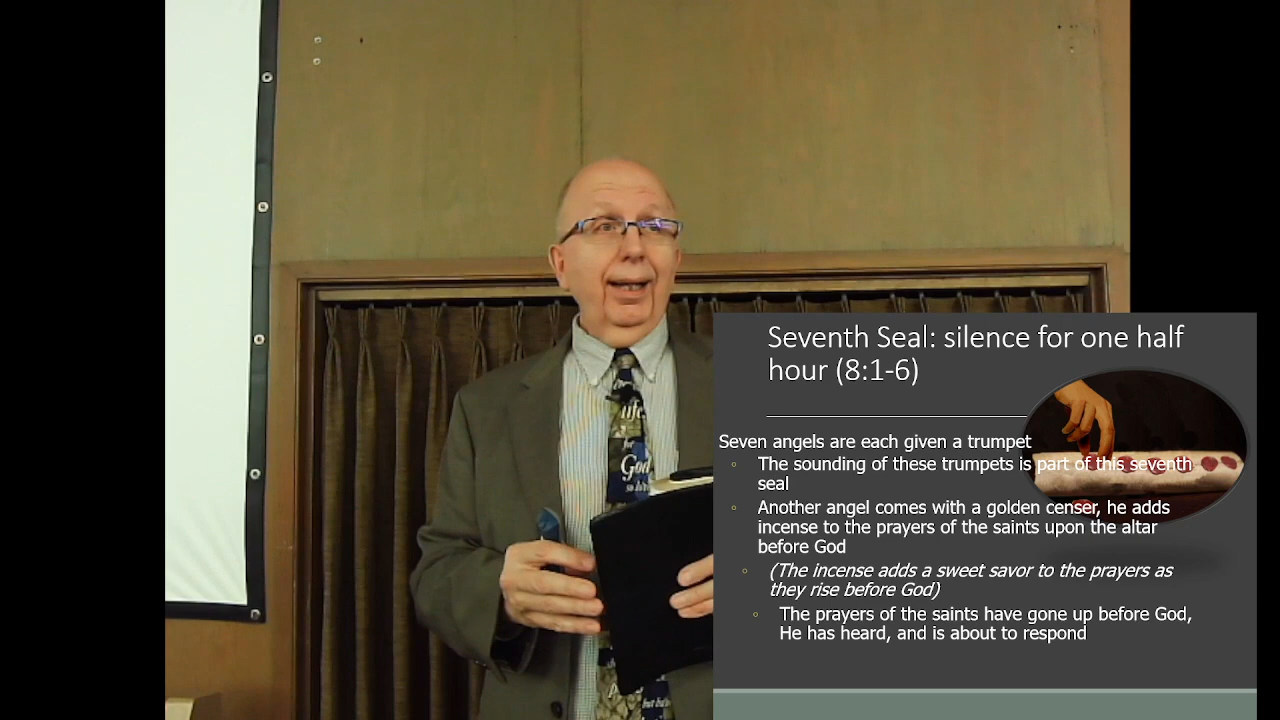 Seventh Seal: silence for one half
hour (8:1-6)
Seven angels are each given a trumpet
The sounding of these trumpets is part of this seventh
seal
Another angel comes with a golden censer, he adds
incense to the prayers of the saints upon the altar
before God
(The incense adds a sweet savor to the prayers as
they rise before God)
The prayers of the saints have gone up before God,
He has heard, and is about to respond
life
for
God